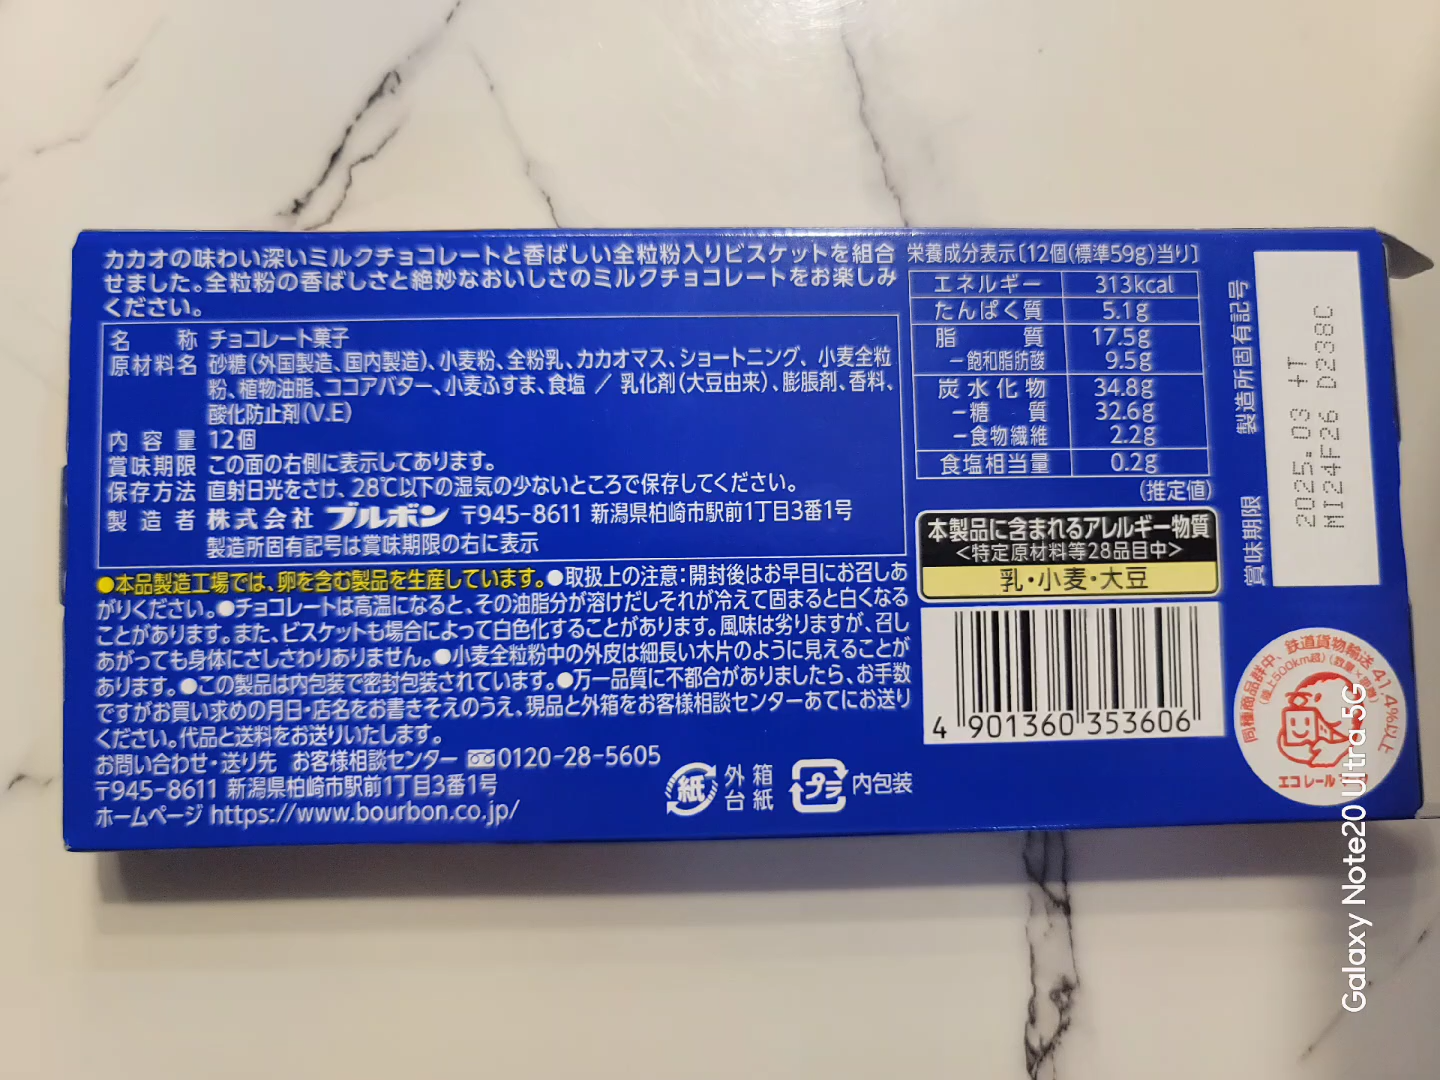 カカオの味わい深いミルクチョコレートと香ばしい全粒粉入りビスケットを組合
せました。全粒粉の香ばしさと絶妙なおいしさのミルクチョコレートをお楽しみ
ください。
名称 チョコレート菓子
原材料名 砂糖(外国製造、国内製造)、小麦粉、全粉乳、カカオマス、ショートニング、小麦全粒
粉、植物油脂、ココアバター、小麦ふすま、食塩 / 乳化剤(大豆由来)、膨脹剤、香料、
酸化防止剤(V.E)
内容量 12個
賞味期限 この面の右側に表示してあります。
保存方法 直射日光をさけ、28℃以下の湿気の少ないところで保存してください。
製造者 株式会社 ブルボン 〒945-8611 新潟県柏崎市駅前1丁目3番1号
製造所固有記号は賞味期限の右に表示
●本品製造工場では、卵を含む製品を生産しています。●取扱上の注意:開封後はお早目にお召しあ
がりください。●チョコレートは高温になると、その油脂分が溶けだしそれが冷えて固まると白くなる
ことがあります。また、ビスケットも場合によって白色化することがあります。風味は劣りますが、召し
あがっても身体にさしさわりありません。●小麦全粒粉中の外皮は細長い木片のように見えることが
あります。●この製品は内包装で密封包装されています。●万一品質に不都合がありましたら、お手数
ですがお買い求めの月日・店名をお書きそえのうえ、現品と外箱をお客様相談センターあてにお送り
ください。代品と送料をお送りいたします。
お問い合わせ・送り先 お客様相談センター 0120-28-5605
〒945-8611 新潟県柏崎市駅前1丁目3番1号
ホームページ https://www.bourbon.co.jp/
紙 外箱
台紙
プラ 内包装
栄養成分表示〔12個(標準59g)当り〕
エネルギー 313kcal
たんぱく質 5.1g
脂質 17.5g
-飽和脂肪酸 9.5g
炭水化物 34.8g
-糖質 32.6g
-食物繊維 2.2g
食塩相当量 0.2g
(推定値)
本製品に含まれるアレルギー物質
<特定原材料等28品目中>
乳・小麦・大豆
4 901360 353606
賞味期限 製造所固有記号
2025.03 +T
MI24F26 D238C
同種商品群中、鉄道貨物輸送41.4%以上
(陸上500km超)(数量×距離)
エコレール
Galaxy Note20 Ultra 5G